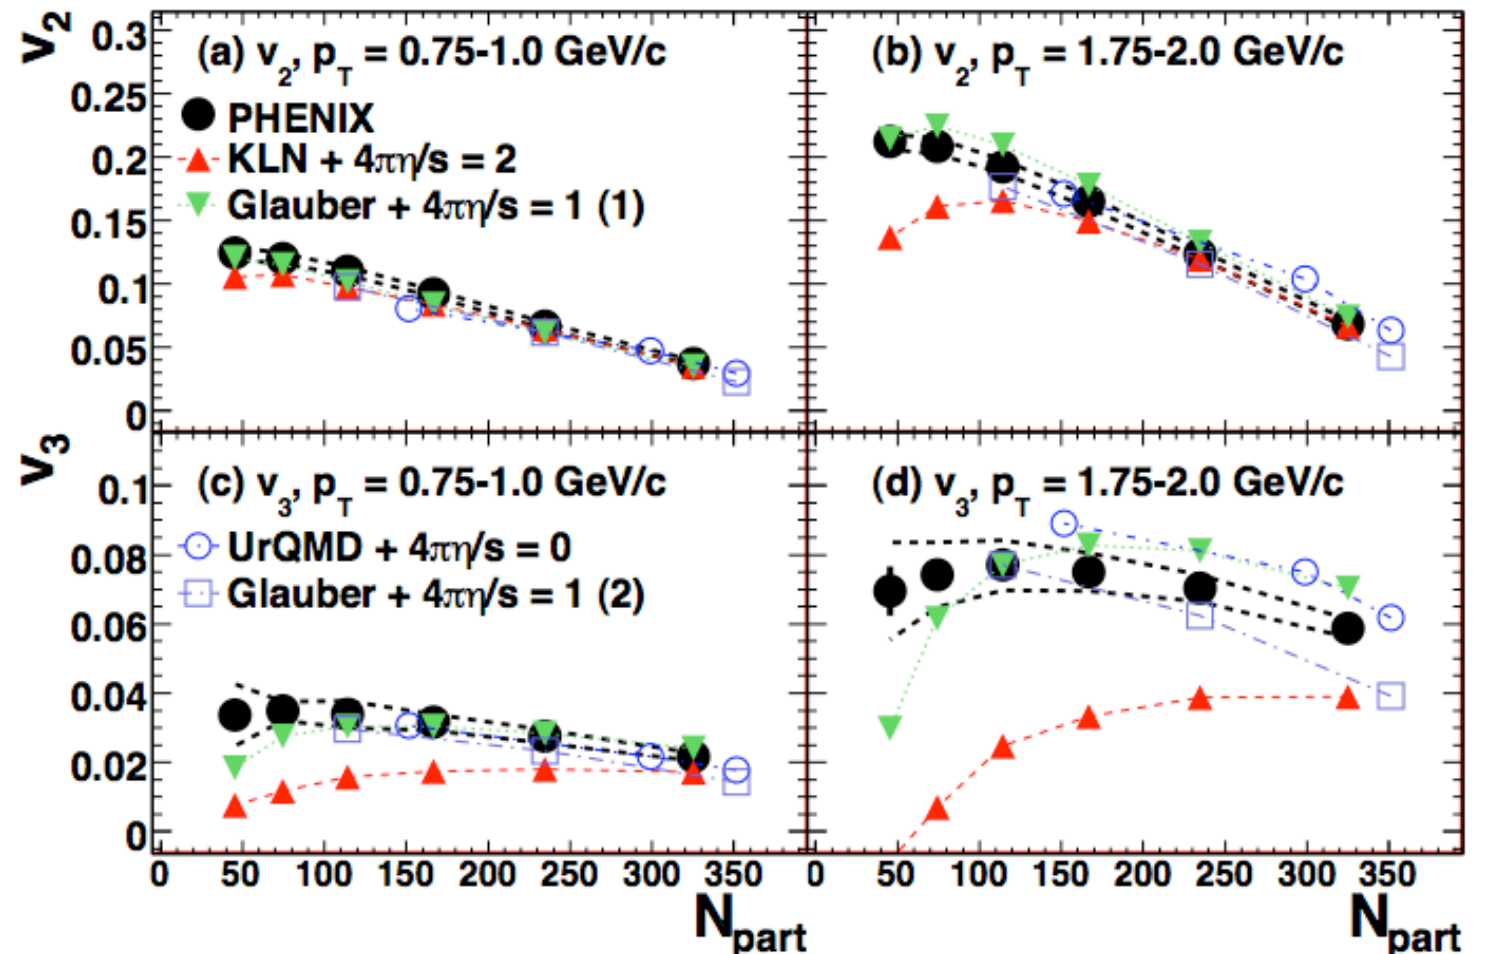 v2
0.3
0.25
0.2
0.15
0.1
0.05
0
(a) v2, pT = 0.75-1.0 GeV/c
PHENIX
KLN + 4πη/s = 2
Glauber + 4πη/s = 1 (1)
(b) v2, pT = 1.75-2.0 GeV/c
v3
0.1
0.08
0.06
0.04
0.02
0
(c) v3, pT = 0.75-1.0 GeV/c
UrQMD + 4πη/s = 0
Glauber + 4πη/s = 1 (2)
(d) v3, pT = 1.75-2.0 GeV/c
0 50 100 150 200 250 300 350
0 50 100 150 200 250 300 350
Npart
Npart